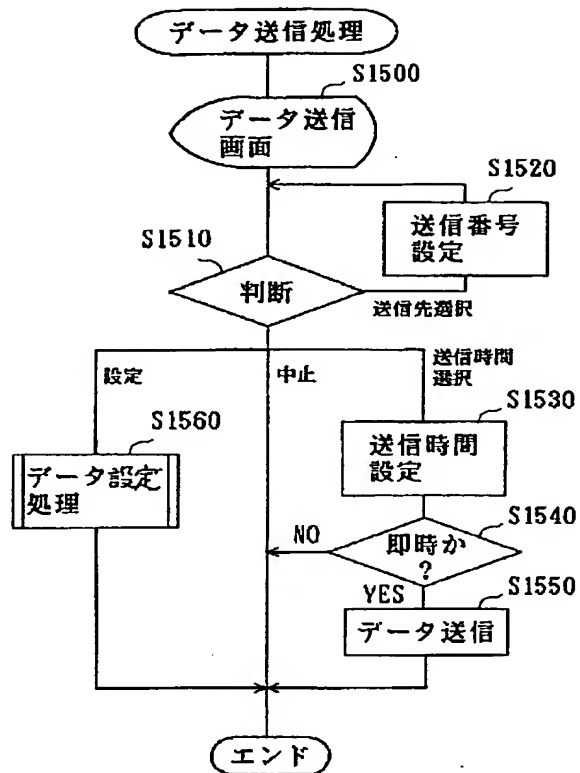 データ送信処理
S1500
データ送信
画面
S1520
送信番号
設定
S1510
判断
送信先選択
設定
中止
送信時間
選択
S1530
送信時間
設定
S1560
データ設定
処理
S1540
即時か
?
NO
YES
S1550
データ送信
エンド